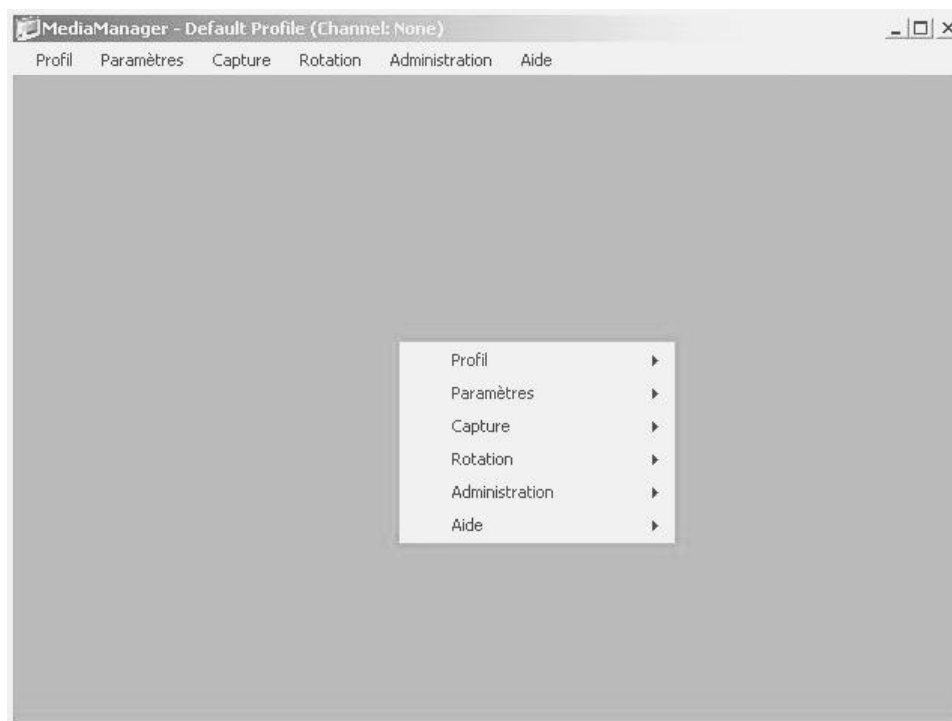 MediaManager - Default Profile (Channel: None)
Profil Paramètres Capture Rotation Administration Aide
Profil
Paramètres
Capture
Rotation
Administration
Aide